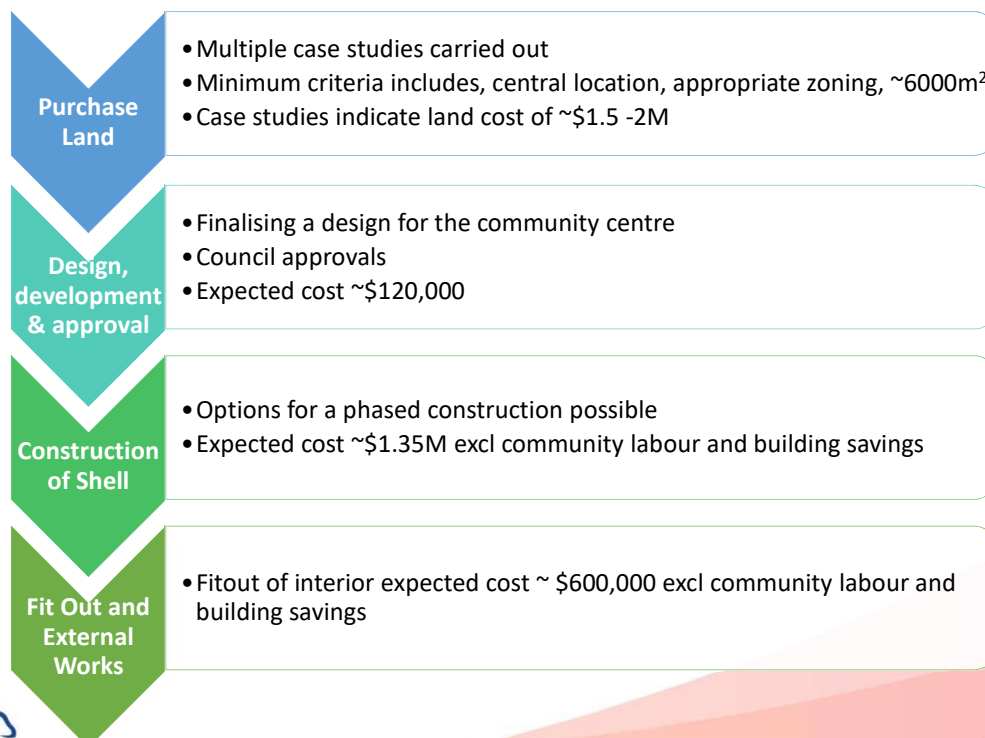 Purchase
Land
•Multiple case studies carried out
•Minimum criteria includes, central location, appropriate zoning, ~6000m²
•Case studies indicate land cost of ~$1.5 -2M
Design,
development
& approval
•Finalising a design for the community centre
•Council approvals
•Expected cost ~$120,000
Construction
of Shell
•Options for a phased construction possible
•Expected cost ~$1.35M excl community labour and building savings
Fit Out and
External
Works
•Fitout of interior expected cost ~ $600,000 excl community labour and
building savings